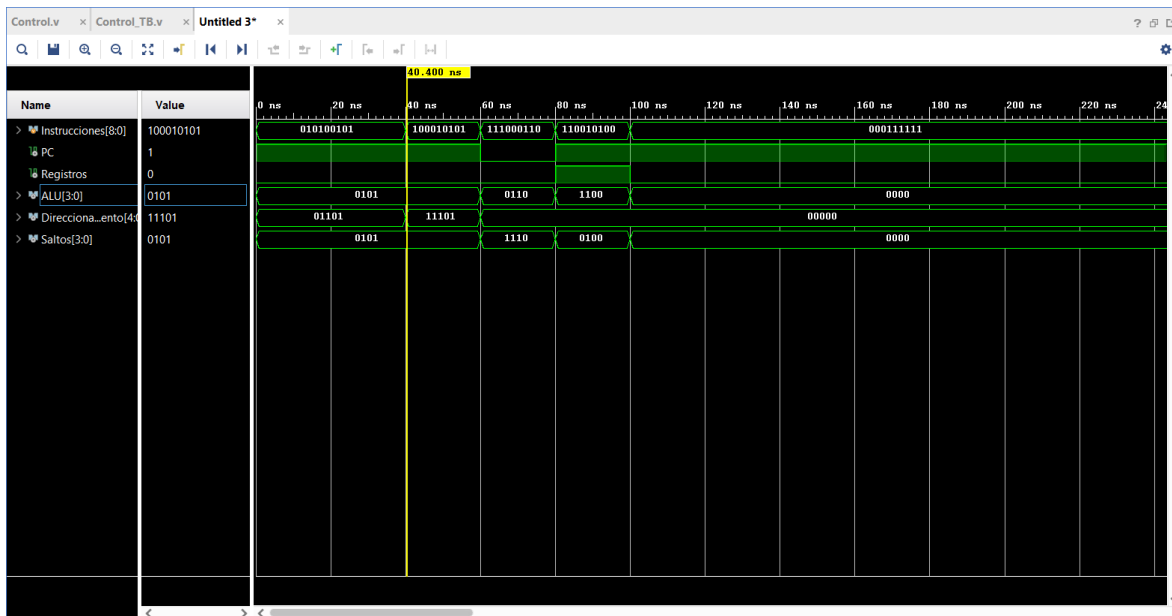 Control.v × Control_TB.v × Untitled 3* × ?
40.400 ns
Name Value 0 ns 20 ns 40 ns 60 ns 80 ns 100 ns 120 ns 140 ns 160 ns 180 ns 200 ns 220 ns 24
Instrucciones[8:0] 100010101 010100101 100010101 111000110 110010100 000111111
PC 1
Registros 0
ALU[3:0] 0101 0101 0110 1100 0000
Direcciona...ento[4:0 11101 01101 11101 00000
Saltos[3:0] 0101 0101 1110 0100 0000